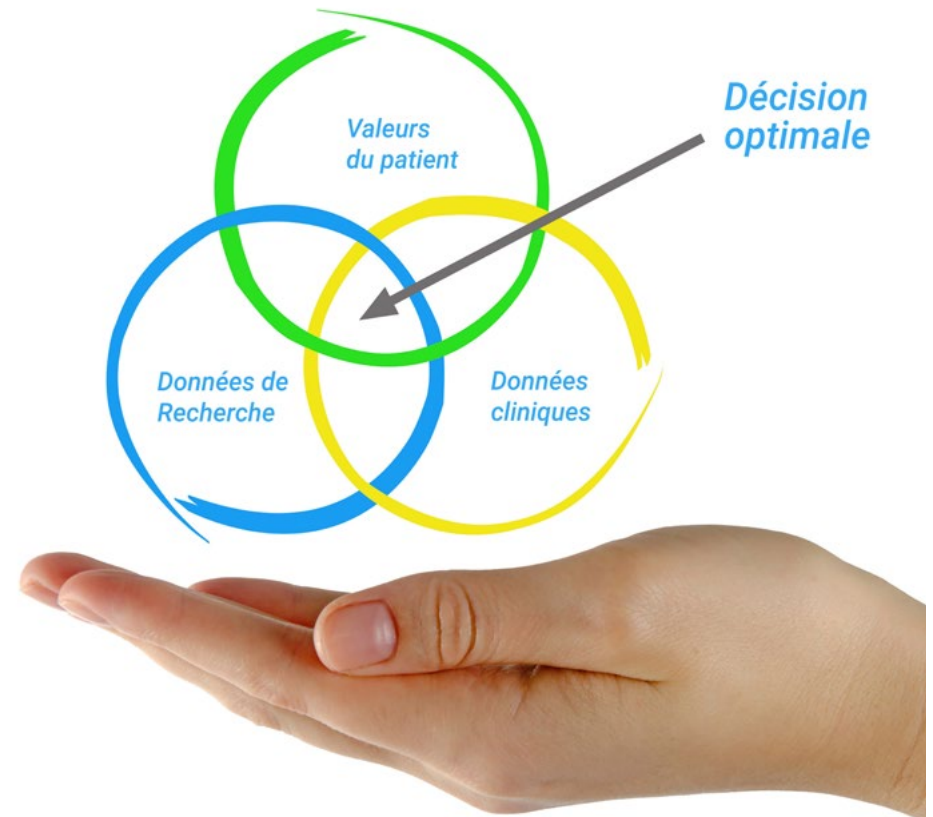 Décision
optimale
Valeurs
du patient
Données de
Recherche
Données
cliniques